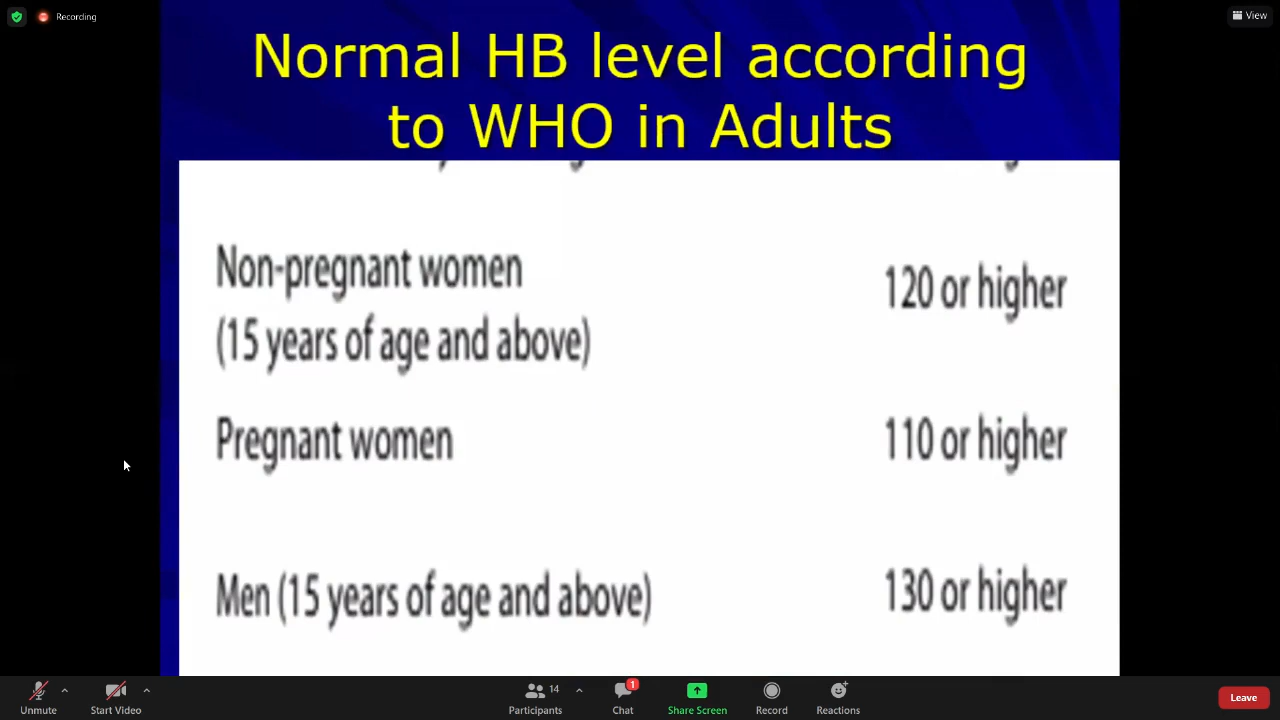 Recording
View
Normal HB level according
to WHO in Adults
Non-pregnant women
(15 years of age and above)
120 or higher
Pregnant women
110 or higher
Men (15 years of age and above)
130 or higher
Unmute
Start Video
14
Participants
1
Chat
Share Screen
Record
Reactions
Leave